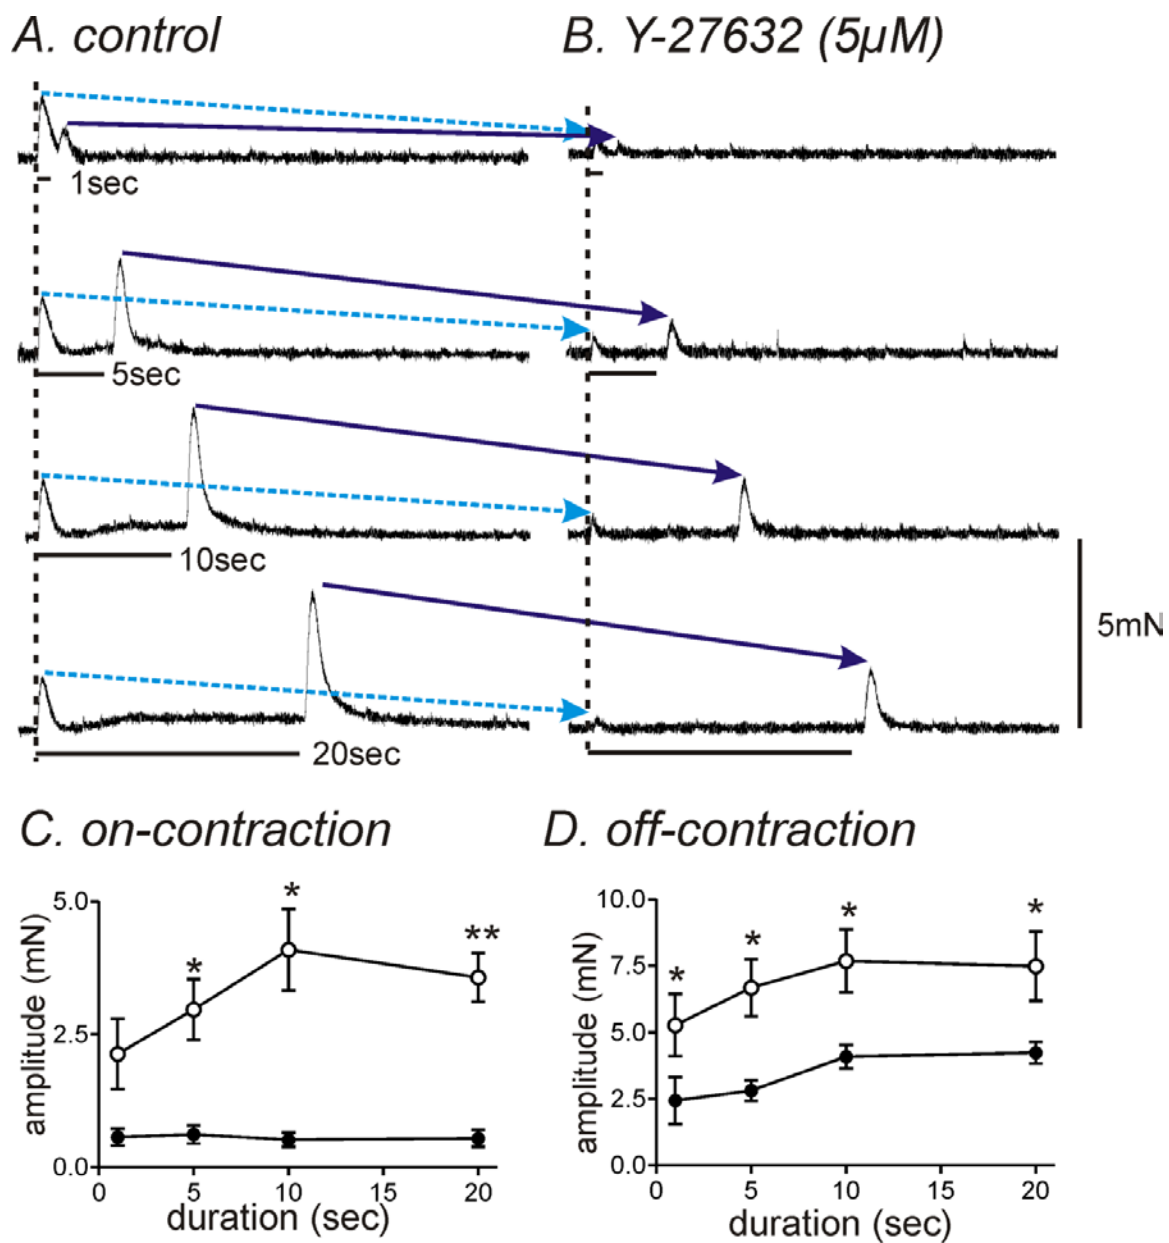 A. control
B. Y-27632 (5µM)
1sec
5sec
10sec
5mN
20sec
C. on-contraction
D. off-contraction
amplitude (mN)
5.0
2.5
0.0
*
*
**
0
5
10
15
20
duration (sec)
amplitude (mN)
10.0
7.5
5.0
2.5
0.0
*
*
*
*
0
5
10
15
20
duration (sec)